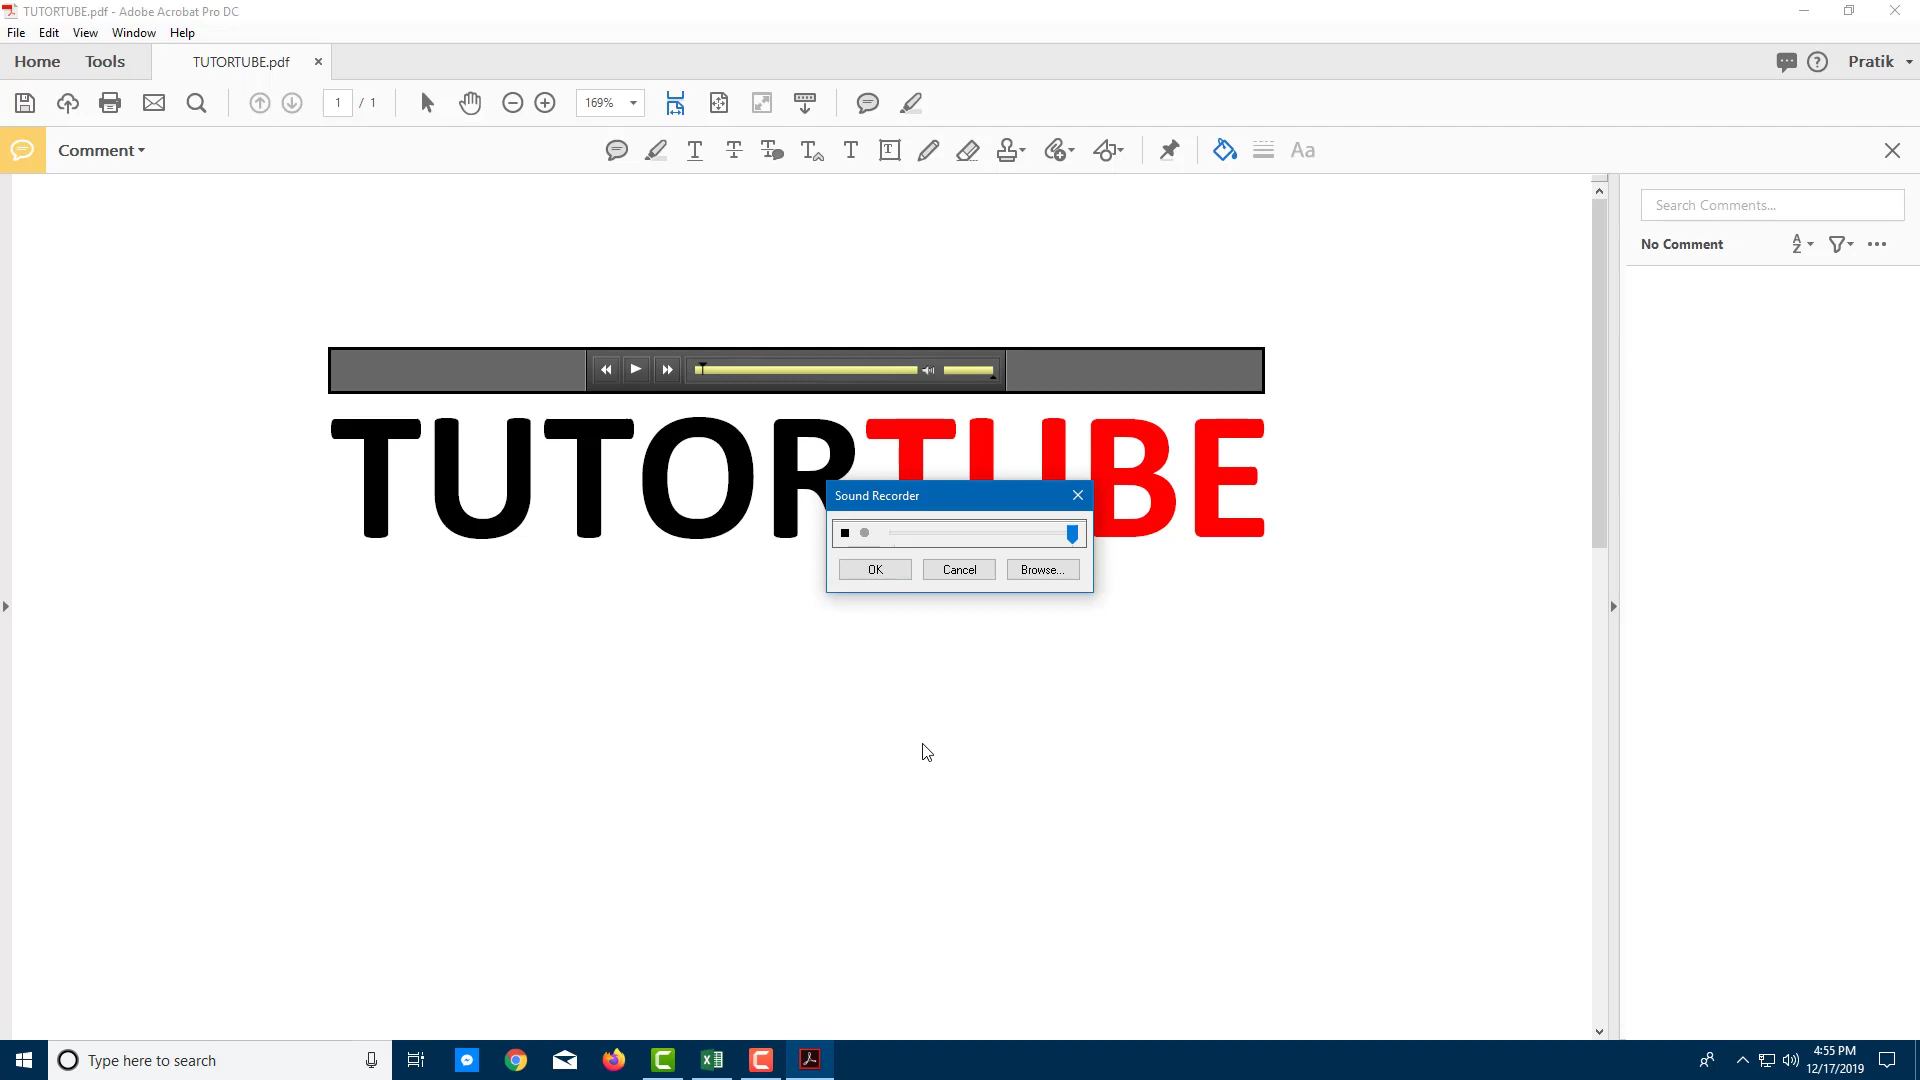 TUTORTUBE.pdf - Adobe Acrobat Pro DC
File Edit View Window Help
Home Tools TUTORTUBE.pdf Pratik
1 / 1 169%
Comment T T T T T Aa
Search Comments...
No Comment A Z
TUTORTUBE
Sound Recorder
OK Cancel Browse...
Type here to search
4:55 PM
12/17/2019